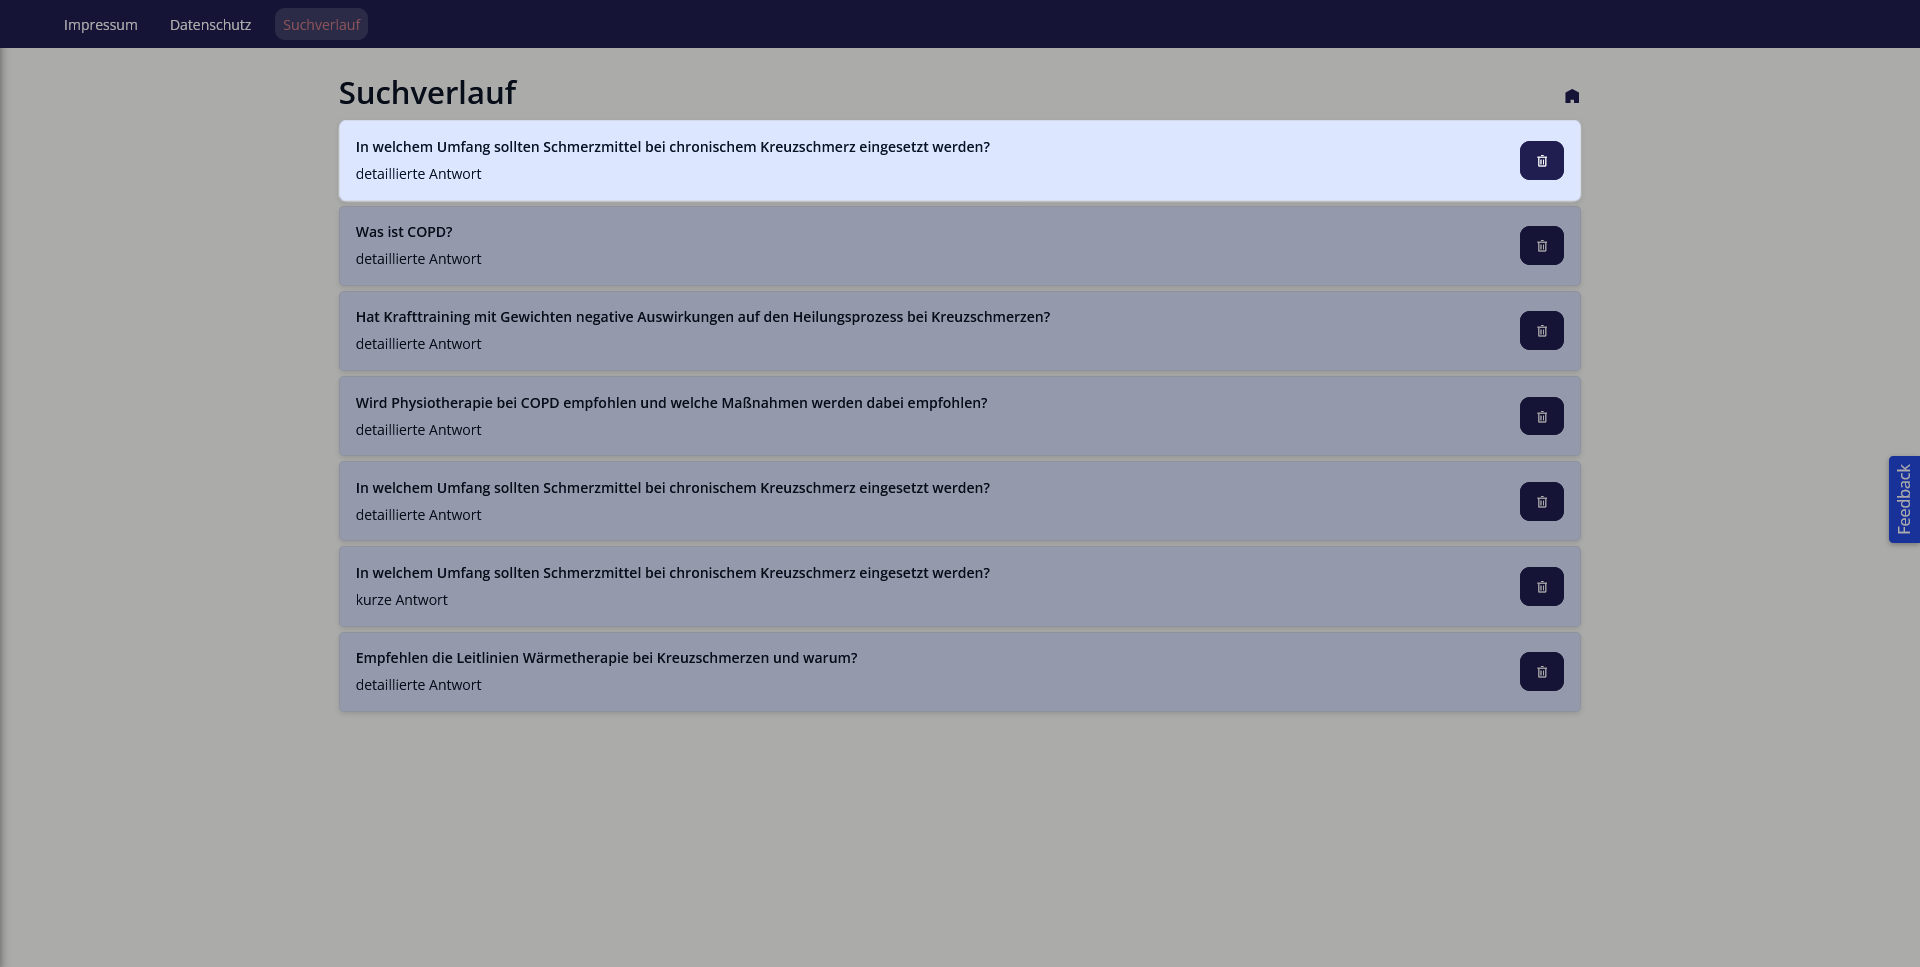 Impressum Datenschutz Suchverlauf
Suchverlauf
In welchem Umfang sollten Schmerzmittel bei chronischem Kreuzschmerz eingesetzt werden?
detaillierte Antwort
Was ist COPD?
detaillierte Antwort
Hat Krafttraining mit Gewichten negative Auswirkungen auf den Heilungsprozess bei Kreuzschmerzen?
detaillierte Antwort
Wird Physiotherapie bei COPD empfohlen und welche Maßnahmen werden dabei empfohlen?
detaillierte Antwort
In welchem Umfang sollten Schmerzmittel bei chronischem Kreuzschmerz eingesetzt werden?
detaillierte Antwort
In welchem Umfang sollten Schmerzmittel bei chronischem Kreuzschmerz eingesetzt werden?
kurze Antwort
Empfehlen die Leitlinien Wärmetherapie bei Kreuzschmerzen und warum?
detaillierte Antwort
Feedback